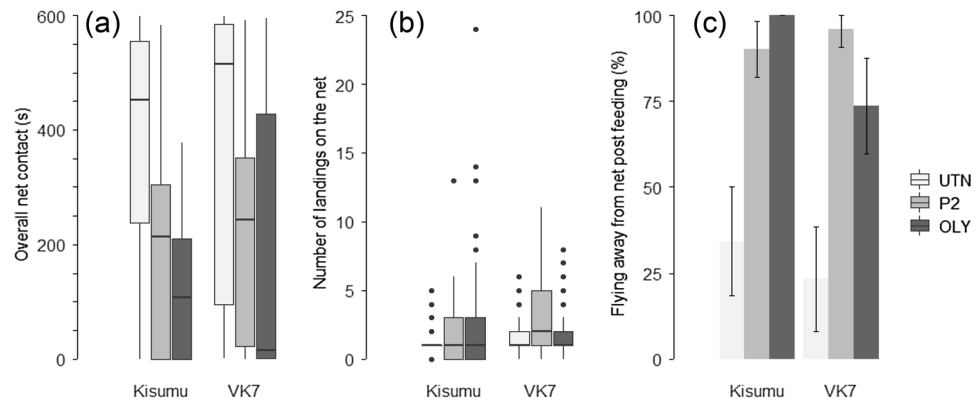 (a)
Overall net contact (s)
600
400
200
0
Kisumu
VK7
(b)
Number of landings on the net
25
20
15
10
5
0
Kisumu
VK7
(c)
Flying away from net post feeding (%)
100
75
50
25
0
Kisumu
VK7
UTN
P2
OLY